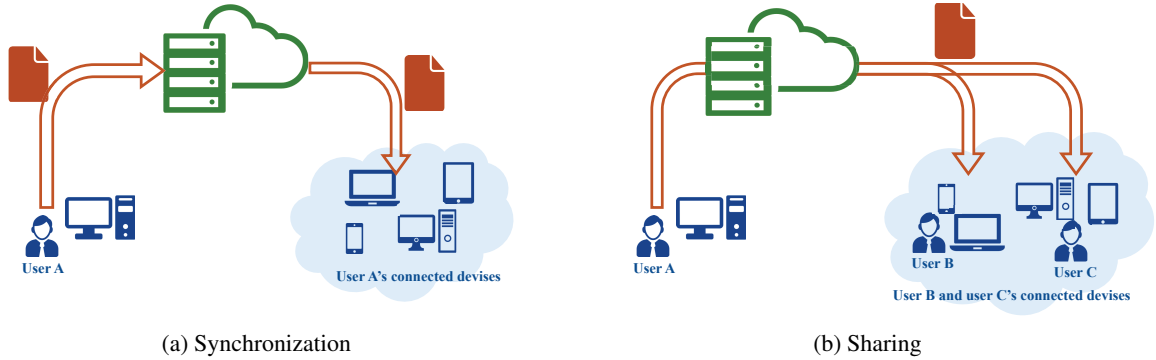 User A
User A's connected devises
(a) Synchronization
User A
User B
User C
User B and user C's connected devises
(b) Sharing